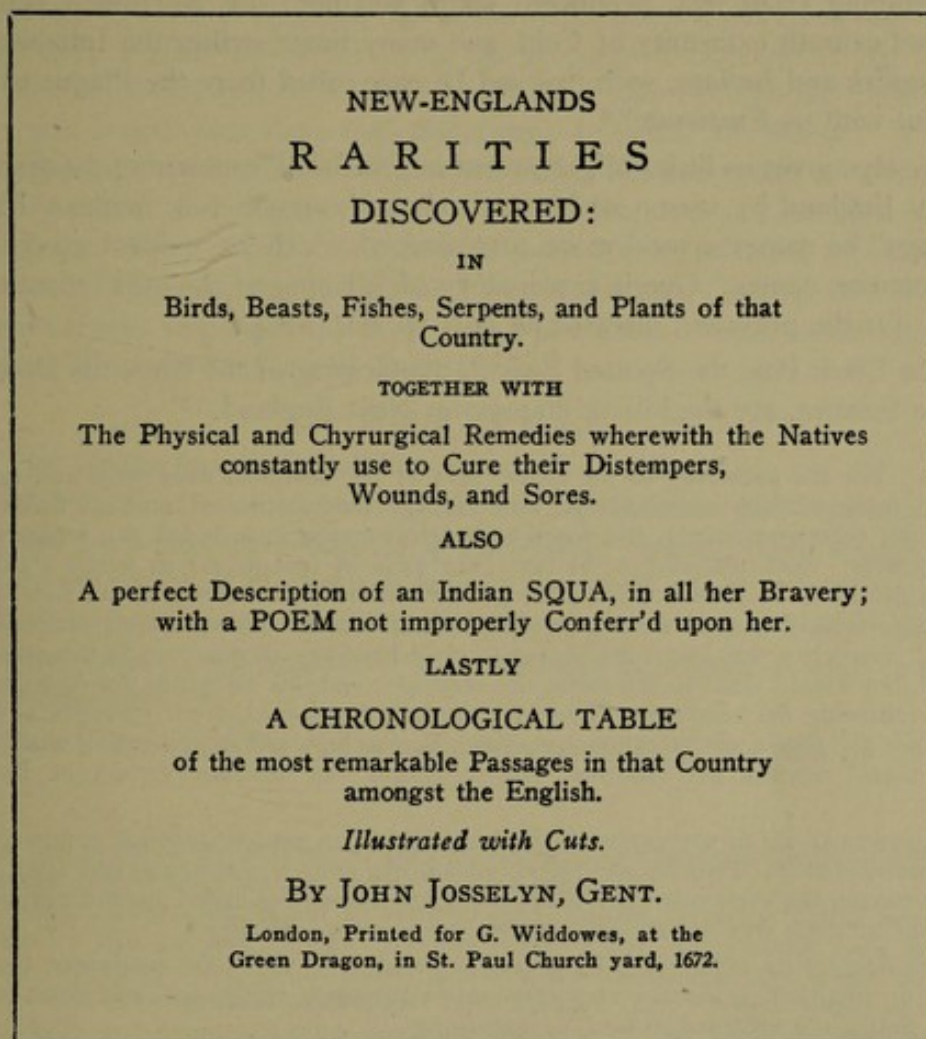 NEW-ENGLANDS
RARITIES
DISCOVERED:
IN
Birds, Beasts, Fishes, Serpents, and Plants of that
Country.
TOGETHER WITH
The Physical and Chyrurgical Remedies wherewith the Natives
constantly use to Cure their Distempers,
Wounds, and Sores.
ALSO
A perfect Description of an Indian SQUA, in all her Bravery;
with a POEM not improperly Conferr'd upon her.
LASTLY
A CHRONOLOGICAL TABLE
of the most remarkable Passages in that Country
amongst the English.
Illustrated with Cuts.
By John Josselyn, Gent.
London, Printed for G. Widdowes, at the
Green Dragon, in St. Paul Church yard, 1672.